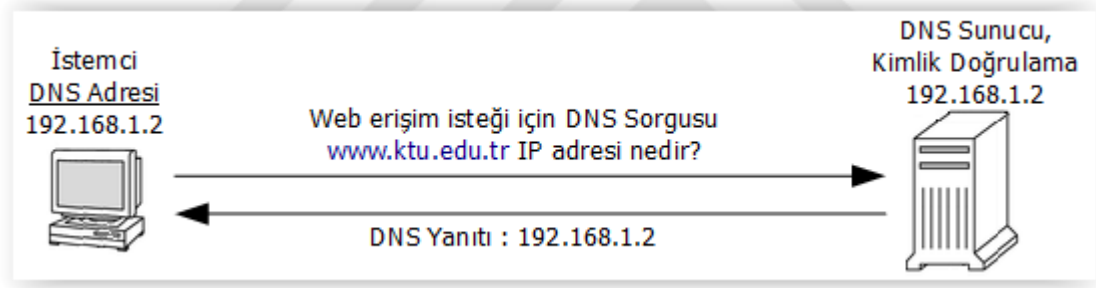 İstemci
DNS Adresi
192.168.1.2
Web erişim isteği için DNS Sorgusu
www.ktu.edu.tr IP adresi nedir?
DNS Yanıtı : 192.168.1.2
DNS Sunucu,
Kimlik Doğrulama
192.168.1.2